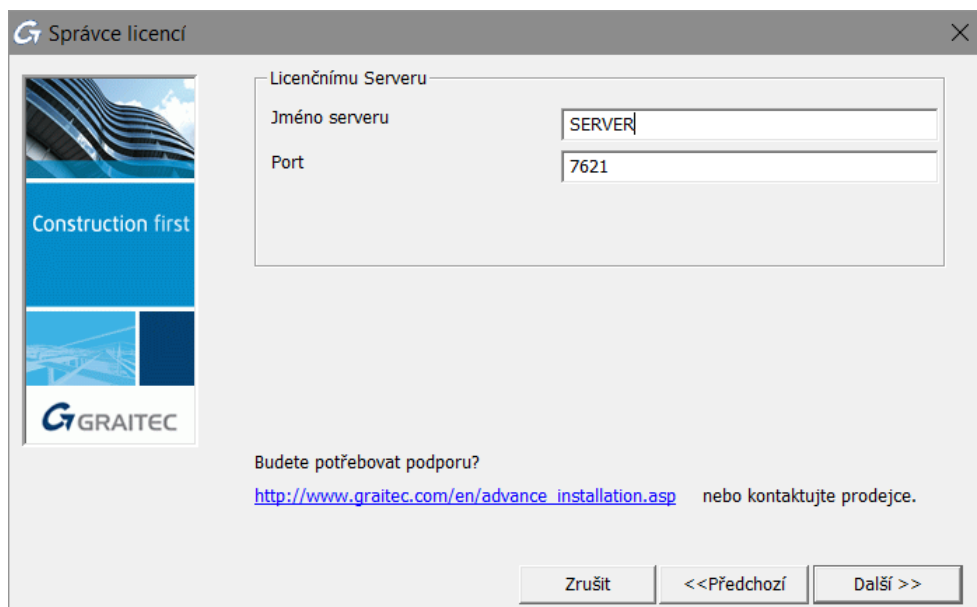 Správce licencí
Licenčnímu Serveru
Jméno serveru
SERVER
Port
7621
Construction first
GRAITEC
Budete potřebovat podporu?
http://www.graitec.com/en/advance_installation.asp nebo kontaktujte prodejce.
Zrušit <<Předchozí Další >>